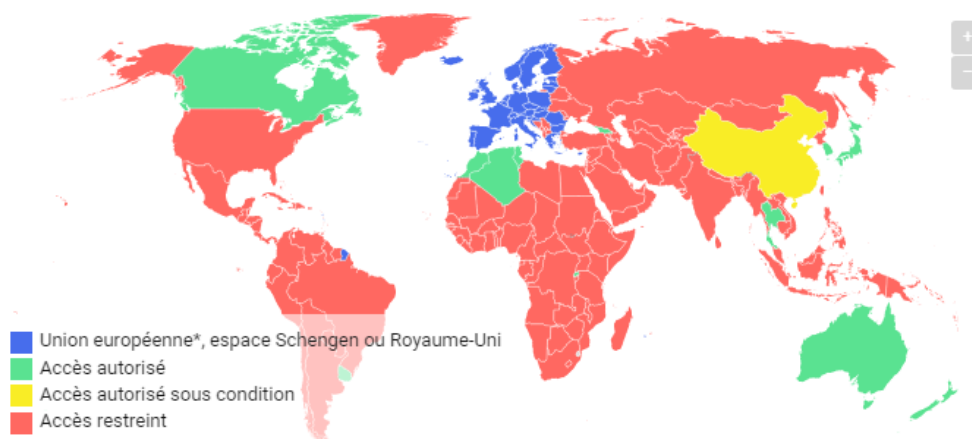 +
–
Union européenne*, espace Schengen ou Royaume-Uni
Accès autorisé
Accès autorisé sous condition
Accès restreint